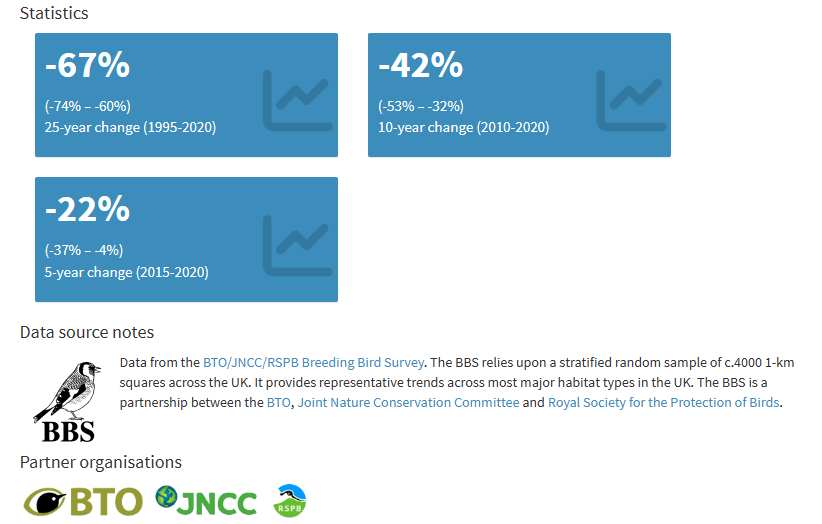 Statistics
-67%
(-74% – -60%)
25-year change (1995-2020)
-42%
(-53% – -32%)
10-year change (2010-2020)
-22%
(-37% – -4%)
5-year change (2015-2020)
Data source notes
Data from the BTO/JNCC/RSPB Breeding Bird Survey. The BBS relies upon a stratified random sample of c.4000 1-km
squares across the UK. It provides representative trends across most major habitat types in the UK. The BBS is a
partnership between the BTO, Joint Nature Conservation Committee and Royal Society for the Protection of Birds.
BBS
Partner organisations
BTO
JNCC
RSPB